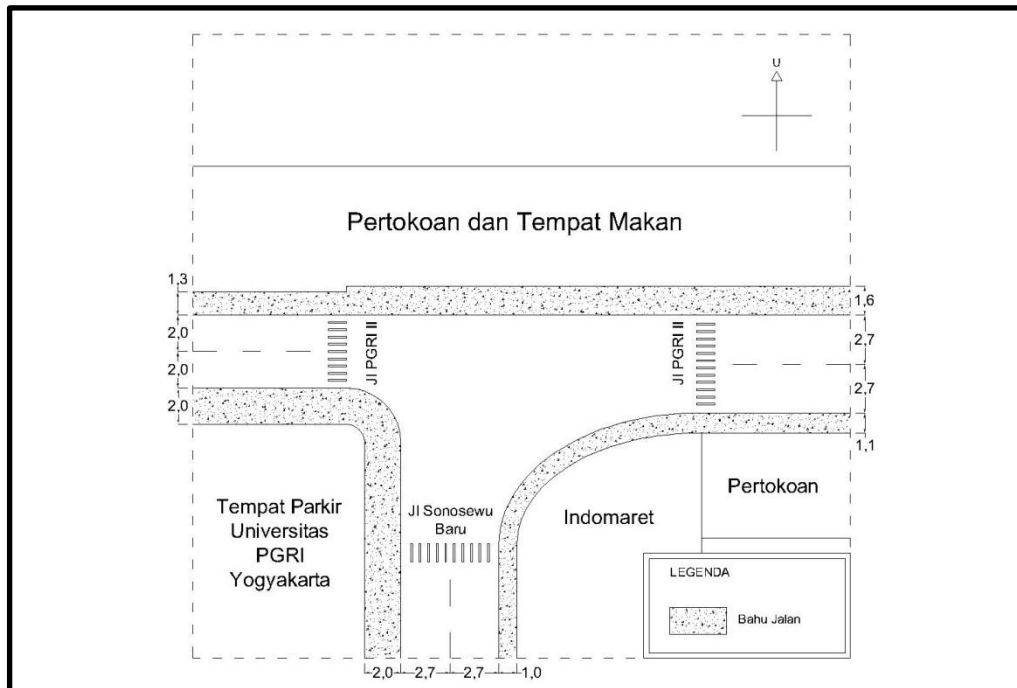 U
Pertokoan dan Tempat Makan
1,3
2,0
2,0
2,0
Jl PGRI II
Jl PGRI II
1,6
2,7
2,7
1,1
Tempat Parkir
Universitas
PGRI
Yogyakarta
Jl Sonosewu
Baru
Indomaret
Pertokoan
LEGENDA
Bahu Jalan
2,0
2,7
2,7
1,0